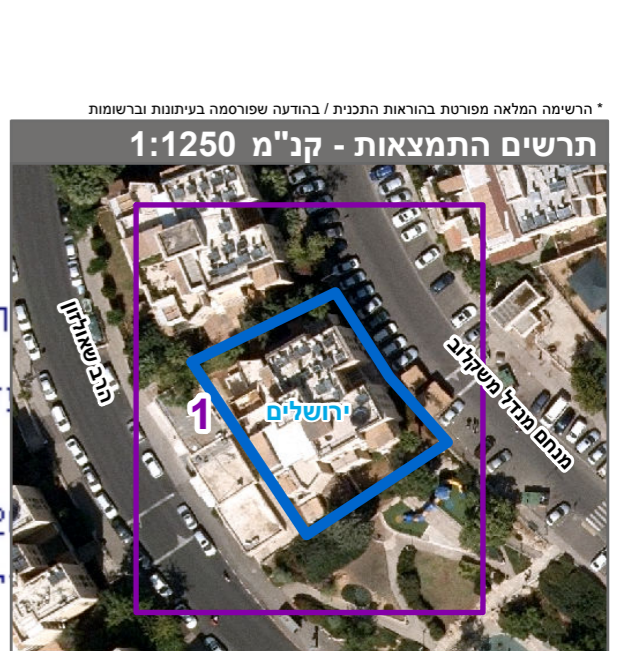 * הרשימה המלאה מפורטת בהוראות התכנית / בהודעה שפורסמה בעיתונות וברשומות
תרשים התמצאות - קנ"מ 1:1250
הרב שאולזון
מנחם מנדל משקלוב
1
ירושלים